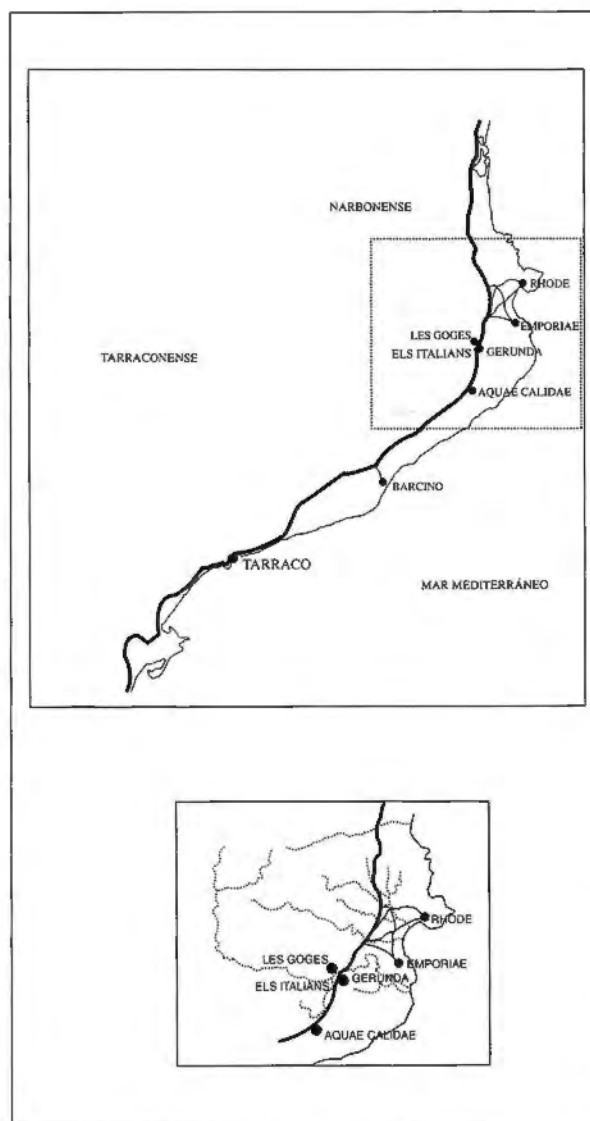 NARBONENSE
RHODE
EMPORIAE
LES GOGES
ELS ITALIANS
GERUNDA
TARRACONENSE
AQUAE CALIDAE
BARCINO
TARRACO
MAR MEDITERRÁNEO
RHODE
LES GOGES
EMPORIAE
ELS ITALIANS
GERUNDA
AQUAE CALIDAE